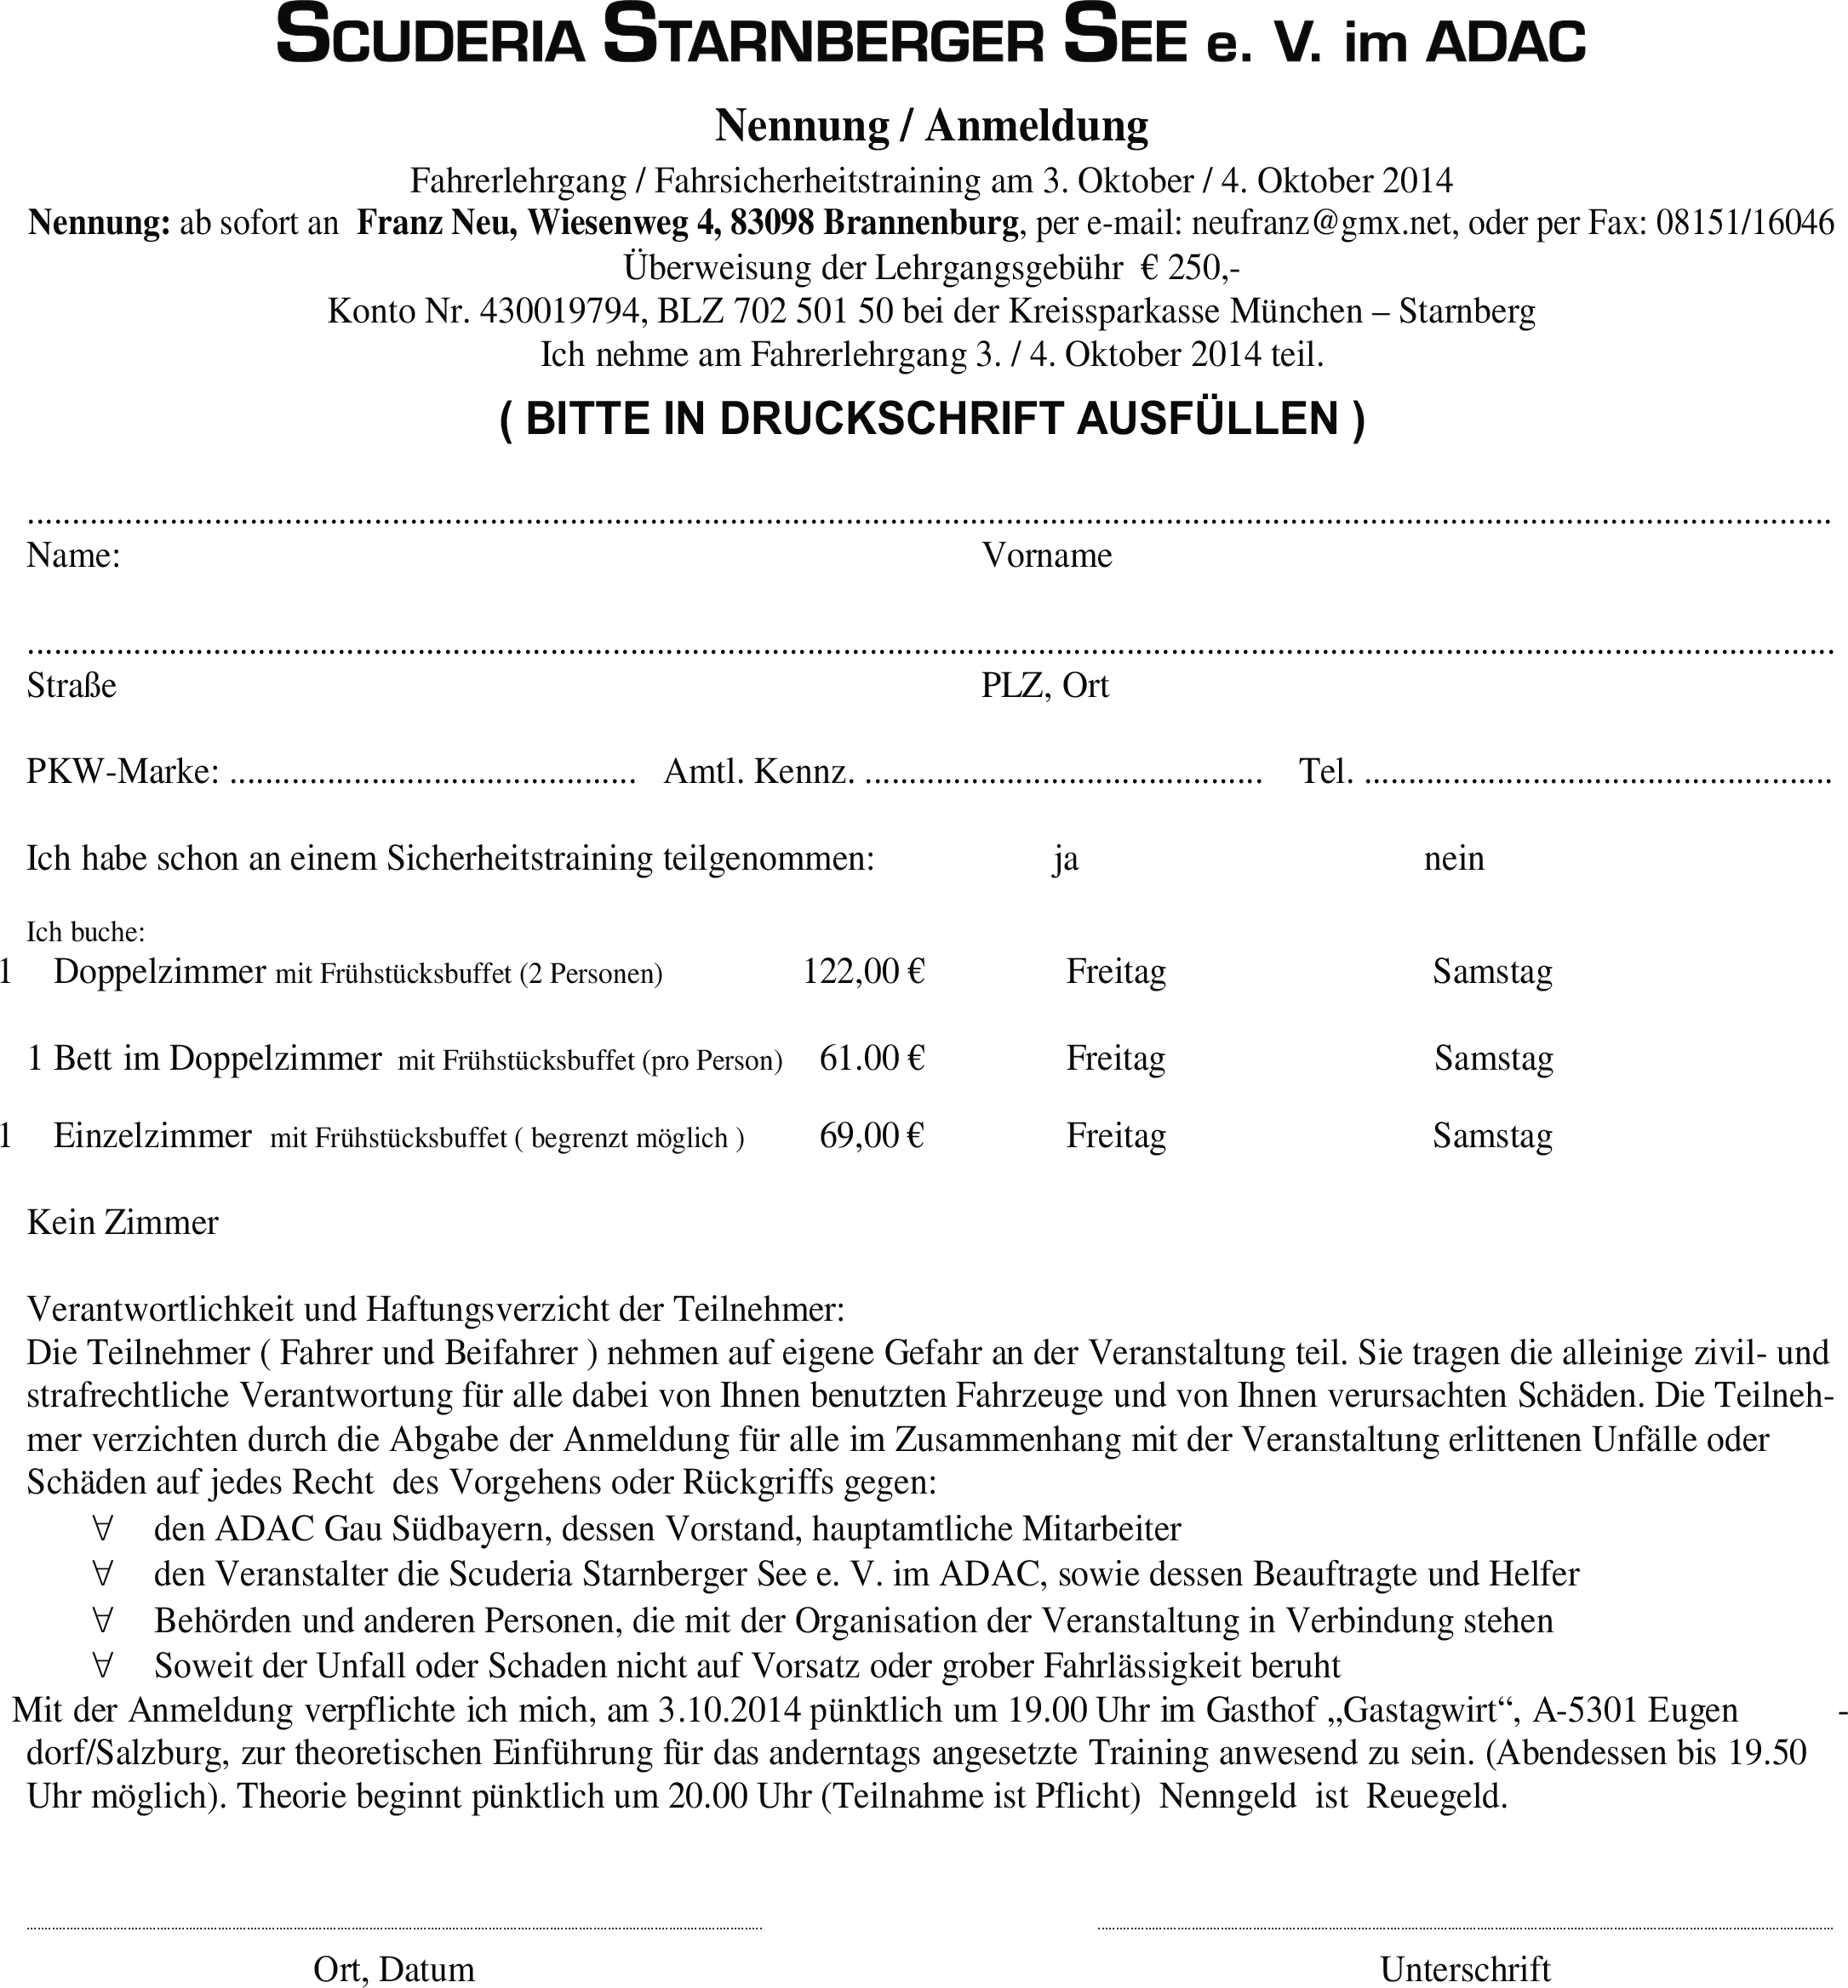 SCUDERIA STARNBERGER SEE e. V. im ADAC
Nennung / Anmeldung
Fahrerlehrgang / Fahrsicherheitstraining am 3. Oktober / 4. Oktober 2014
Nennung: ab sofort an Franz Neu, Wiesenweg 4, 83098 Brannenburg, per e-mail: neufranz@gmx.net, oder per Fax: 08151/16046
Überweisung der Lehrgangsgebühr € 250,-
Konto Nr. 430019794, BLZ 702 501 50 bei der Kreissparkasse München – Starnberg
Ich nehme am Fahrerlehrgang 3. / 4. Oktober 2014 teil.
( BITTE IN DRUCKSCHRIFT AUSFÜLLEN )
Name: Vorname
Straße PLZ, Ort
PKW-Marke: .............................................. Amtl. Kennz. ............................................. Tel. .....................................................
Ich habe schon an einem Sicherheitstraining teilgenommen: ja nein
Ich buche:
1 Doppelzimmer mit Frühstücksbuffet (2 Personen) 122,00 € Freitag Samstag
1 Bett im Doppelzimmer mit Frühstücksbuffet (pro Person) 61.00 € Freitag Samstag
1 Einzelzimmer mit Frühstücksbuffet ( begrenzt möglich ) 69,00 € Freitag Samstag
Kein Zimmer
Verantwortlichkeit und Haftungsverzicht der Teilnehmer:
Die Teilnehmer ( Fahrer und Beifahrer ) nehmen auf eigene Gefahr an der Veranstaltung teil. Sie tragen die alleinige zivil- und
strafrechtliche Verantwortung für alle dabei von Ihnen benutzten Fahrzeuge und von Ihnen verursachten Schäden. Die Teilneh-
mer verzichten durch die Abgabe der Anmeldung für alle im Zusammenhang mit der Veranstaltung erlittenen Unfälle oder
Schäden auf jedes Recht des Vorgehens oder Rückgriffs gegen:
∀ den ADAC Gau Südbayern, dessen Vorstand, hauptamtliche Mitarbeiter
∀ den Veranstalter die Scuderia Starnberger See e. V. im ADAC, sowie dessen Beauftragte und Helfer
∀ Behörden und anderen Personen, die mit der Organisation der Veranstaltung in Verbindung stehen
∀ Soweit der Unfall oder Schaden nicht auf Vorsatz oder grober Fahrlässigkeit beruht
Mit der Anmeldung verpflichte ich mich, am 3.10.2014 pünktlich um 19.00 Uhr im Gasthof „Gastagwirt“, A-5301 Eugen -
dorf/Salzburg, zur theoretischen Einführung für das anderntags angesetzte Training anwesend zu sein. (Abendessen bis 19.50
Uhr möglich). Theorie beginnt pünktlich um 20.00 Uhr (Teilnahme ist Pflicht) Nenngeld ist Reuegeld.
Ort, Datum Unterschrift